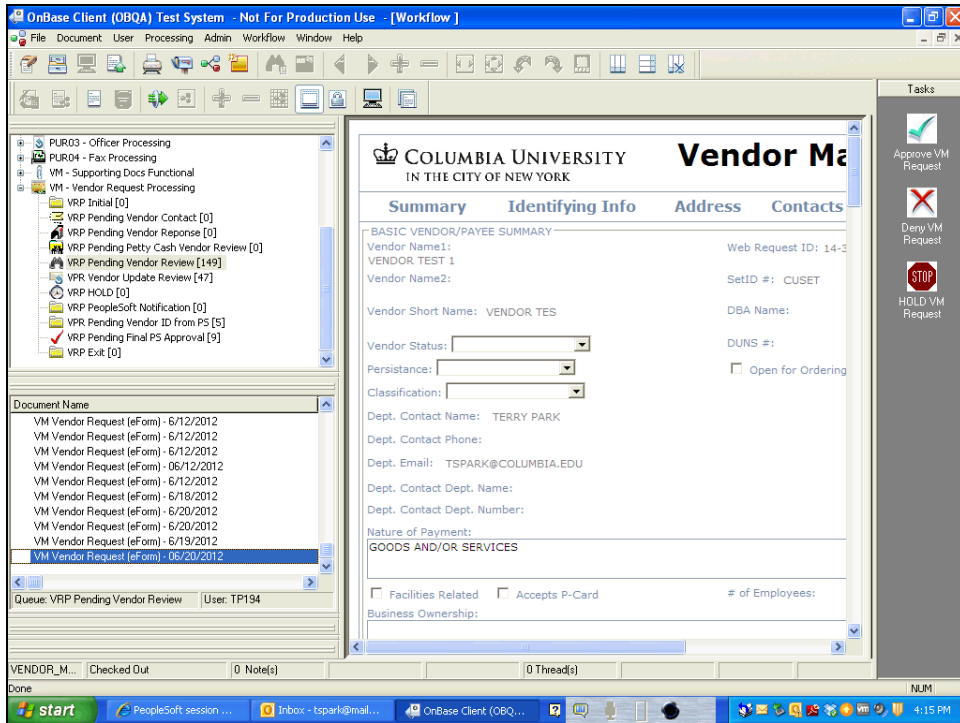 OnBase Client (OBQA) Test System - Not For Production Use - [Workflow ]
File Document User Processing Admin Workflow Window Help
PUR03 - Officer Processing
PUR04 - Fax Processing
VM - Supporting Docs Functional
VM - Vendor Request Processing
VRP Initial [0]
VRP Pending Vendor Contact [0]
VRP Pending Vendor Reponse [0]
VRP Pending Petty Cash Vendor Review [0]
VRP Pending Vendor Review [149]
VPR Vendor Update Review [47]
VRP HOLD [0]
VRP PeopleSoft Notification [0]
VPR Pending Vendor ID from PS [5]
VRP Pending Final PS Approval [9]
VRP Exit [0]
Document Name
VM Vendor Request (eForm) - 6/12/2012
VM Vendor Request (eForm) - 6/12/2012
VM Vendor Request (eForm) - 6/12/2012
VM Vendor Request (eForm) - 06/12/2012
VM Vendor Request (eForm) - 6/12/2012
VM Vendor Request (eForm) - 6/18/2012
VM Vendor Request (eForm) - 6/20/2012
VM Vendor Request (eForm) - 6/20/2012
VM Vendor Request (eForm) - 6/19/2012
VM Vendor Request (eForm) - 06/20/2012
Queue: VRP Pending Vendor Review User: TP194
COLUMBIA UNIVERSITY
IN THE CITY OF NEW YORK
Vendor Ma
Summary Identifying Info Address Contacts
BASIC VENDOR/PAYEE SUMMARY
Vendor Name1: Web Request ID: 14-3
VENDOR TEST 1
Vendor Name2: SetID #: CUSET
Vendor Short Name: VENDOR TES DBA Name:
Vendor Status: DUNS #:
Persistance: Open for Ordering
Classification:
Dept. Contact Name: TERRY PARK
Dept. Contact Phone:
Dept. Email: TSPARK@COLUMBIA.EDU
Dept. Contact Dept. Name:
Dept. Contact Dept. Number:
Nature of Payment:
GOODS AND/OR SERVICES
Facilities Related Accepts P-Card # of Employees:
Business Ownership:
Tasks
Approve VM
Request
Deny VM
Request
STOP
HOLD VM
Request
VENDOR_M... Checked Out 0 Note(s) 0 Thread(s)
Done NUM
start PeopleSoft session ... Inbox - tspark@mail... OnBase Client (OBQ... 4:15 PM